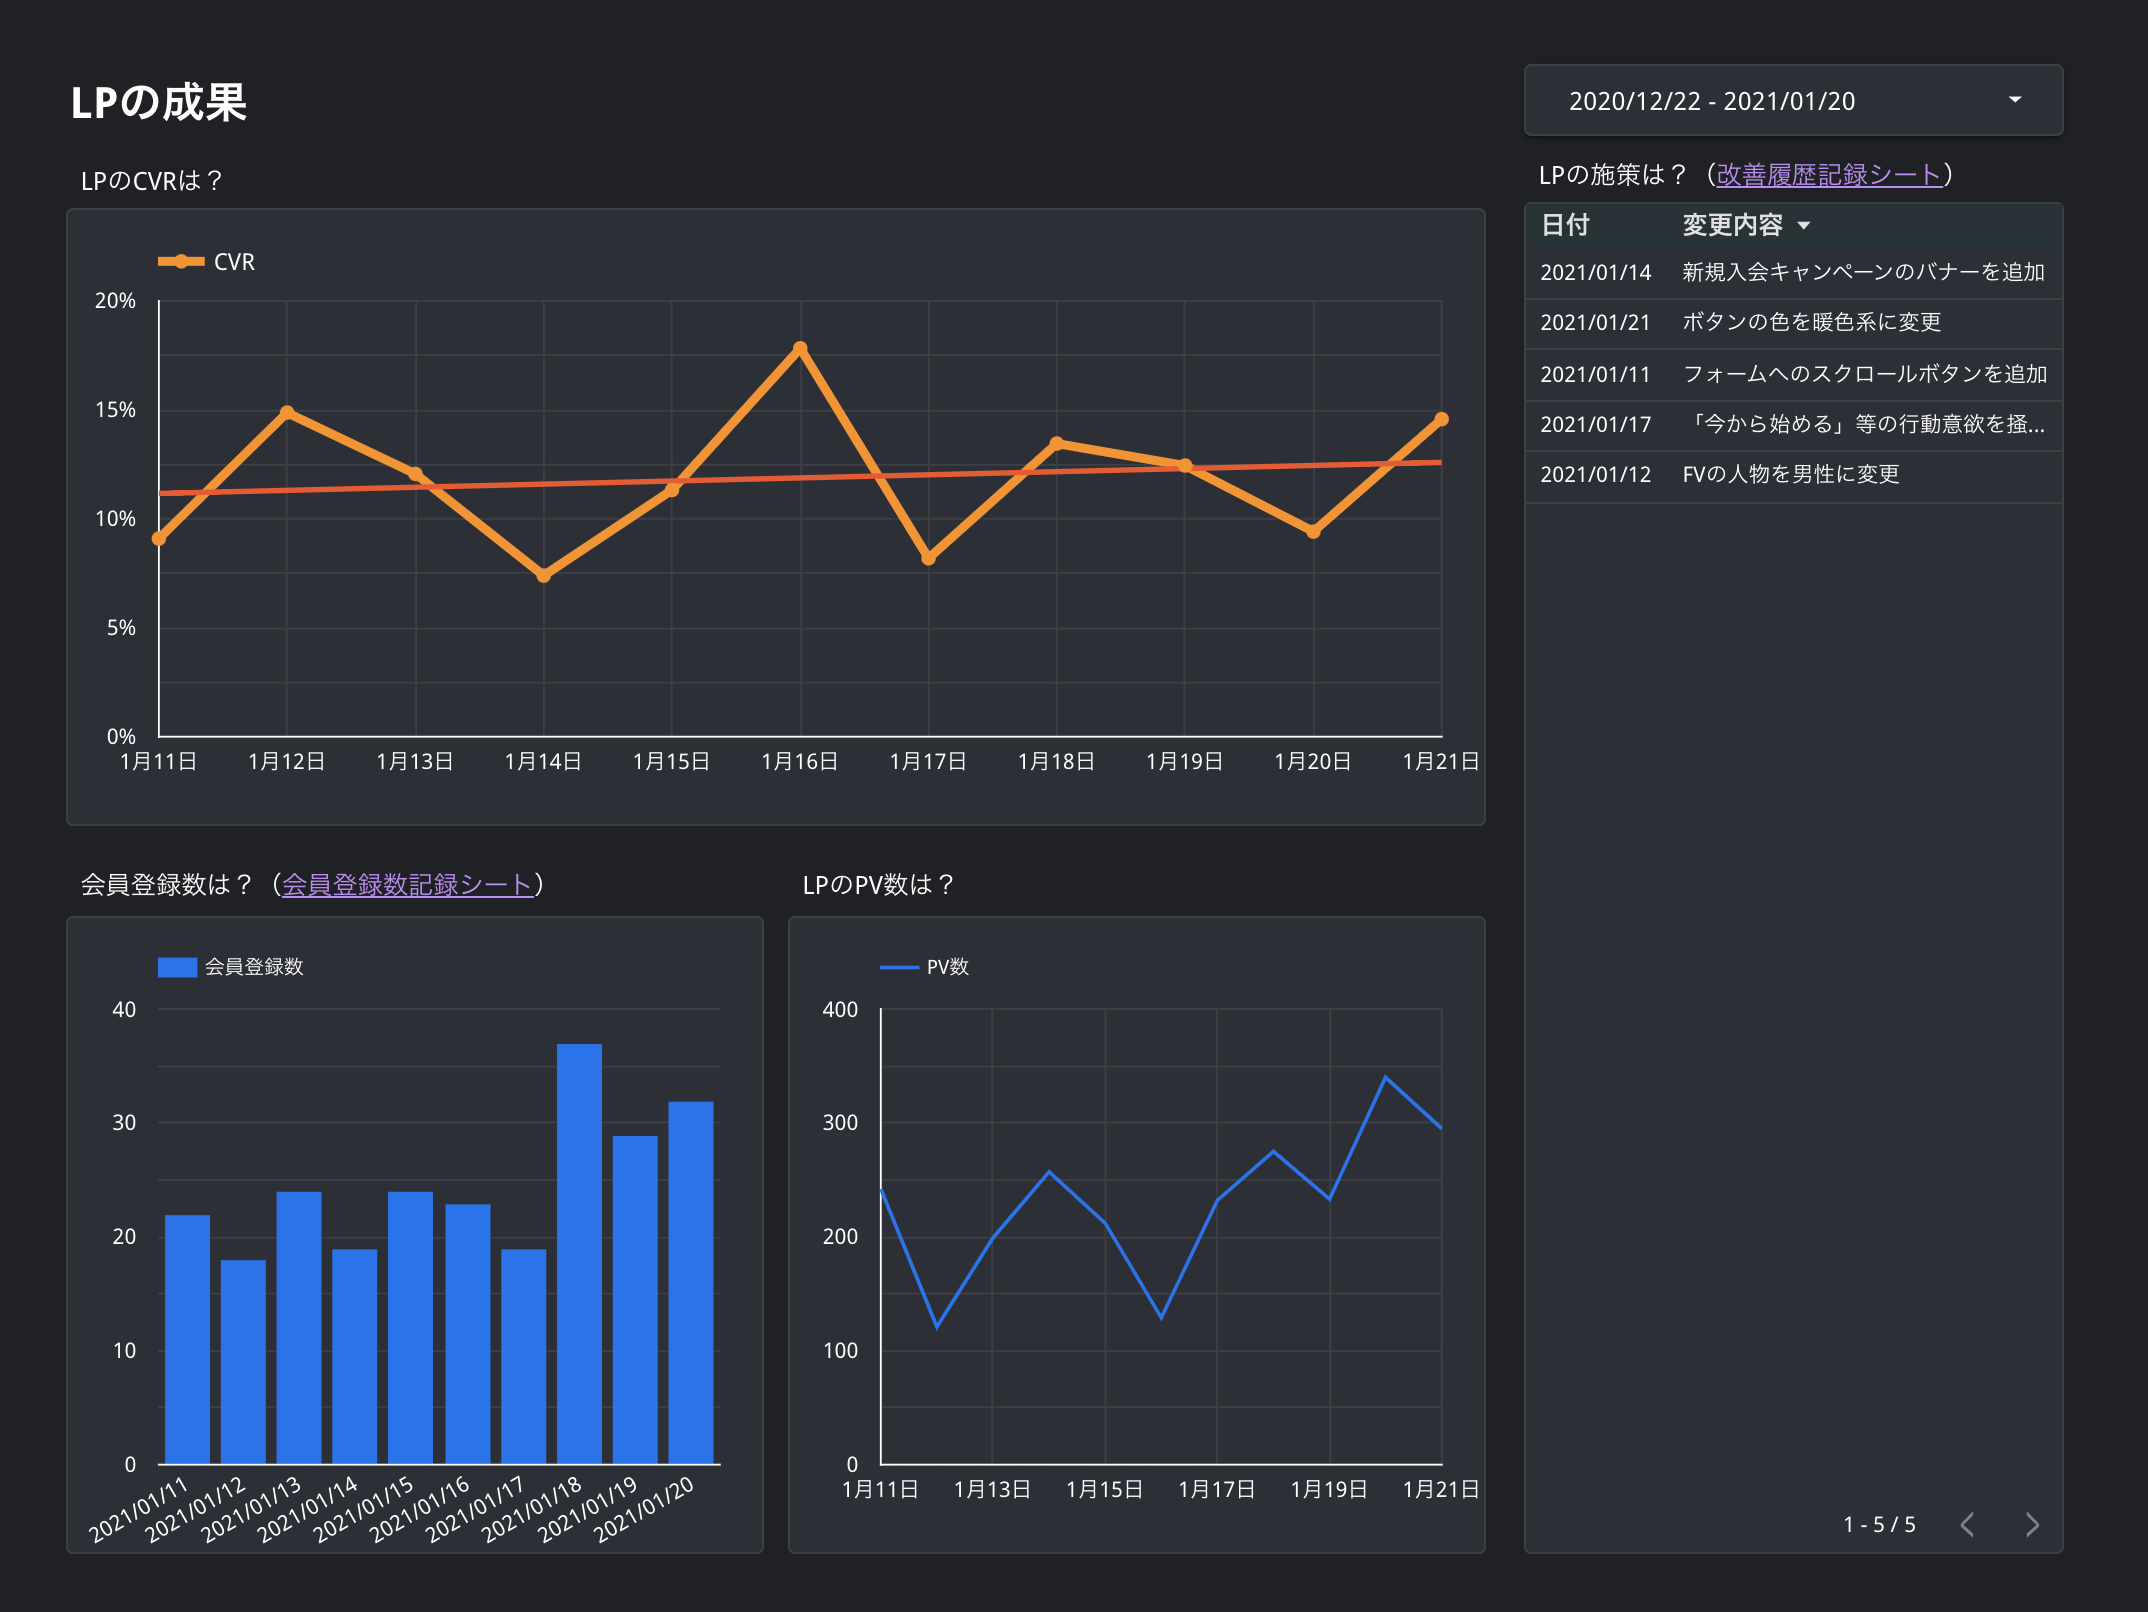 LPの成果
2020/12/22 - 2021/01/20
LPのCVRは？
CVR
20%
15%
10%
5%
0%
1月11日 1月12日 1月13日 1月14日 1月15日 1月16日 1月17日 1月18日 1月19日 1月20日 1月21日
LPの施策は？（改善履歴記録シート）
日付 変更内容
2021/01/14 新規入会キャンペーンのバナーを追加
2021/01/21 ボタンの色を暖色系に変更
2021/01/11 フォームへのスクロールボタンを追加
2021/01/17 「今から始める」等の行動意欲を掻...
2021/01/12 FVの人物を男性に変更
1 - 5 / 5
会員登録数は？（会員登録数記録シート）
会員登録数
40
30
20
10
0
2021/01/11 2021/01/12 2021/01/13 2021/01/14 2021/01/15 2021/01/16 2021/01/17 2021/01/18 2021/01/19 2021/01/20
LPのPV数は？
PV数
400
300
200
100
0
1月11日 1月13日 1月15日 1月17日 1月19日 1月21日